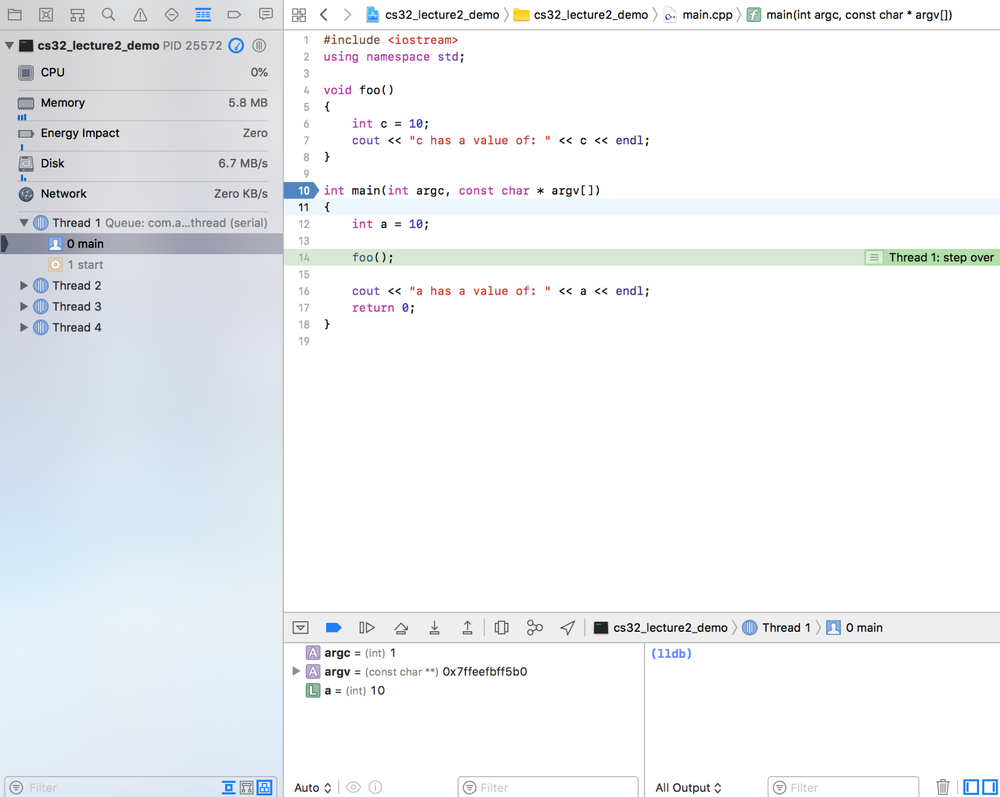 cs32_lecture2_demo cs32_lecture2_demo main.cpp main(int argc, const char * argv[])
cs32_lecture2_demo PID 25572
CPU 0%
Memory 5.8 MB
Energy Impact Zero
Disk 6.7 MB/s
Network Zero KB/s
Thread 1 Queue: com.a...thread (serial)
0 main
1 start
Thread 2
Thread 3
Thread 4
Filter
1 #include <iostream>
2 using namespace std;
3
4 void foo()
5 {
6     int c = 10;
7     cout << "c has a value of: " << c << endl;
8 }
9
10 int main(int argc, const char * argv[])
11 {
12     int a = 10;
13
14     foo(); Thread 1: step over
15
16     cout << "a has a value of: " << a << endl;
17     return 0;
18 }
19
cs32_lecture2_demo Thread 1 0 main
A argc = (int) 1
A argv = (const char **) 0x7ffeefbff5b0
L a = (int) 10
(lldb)
Auto Filter
All Output Filter